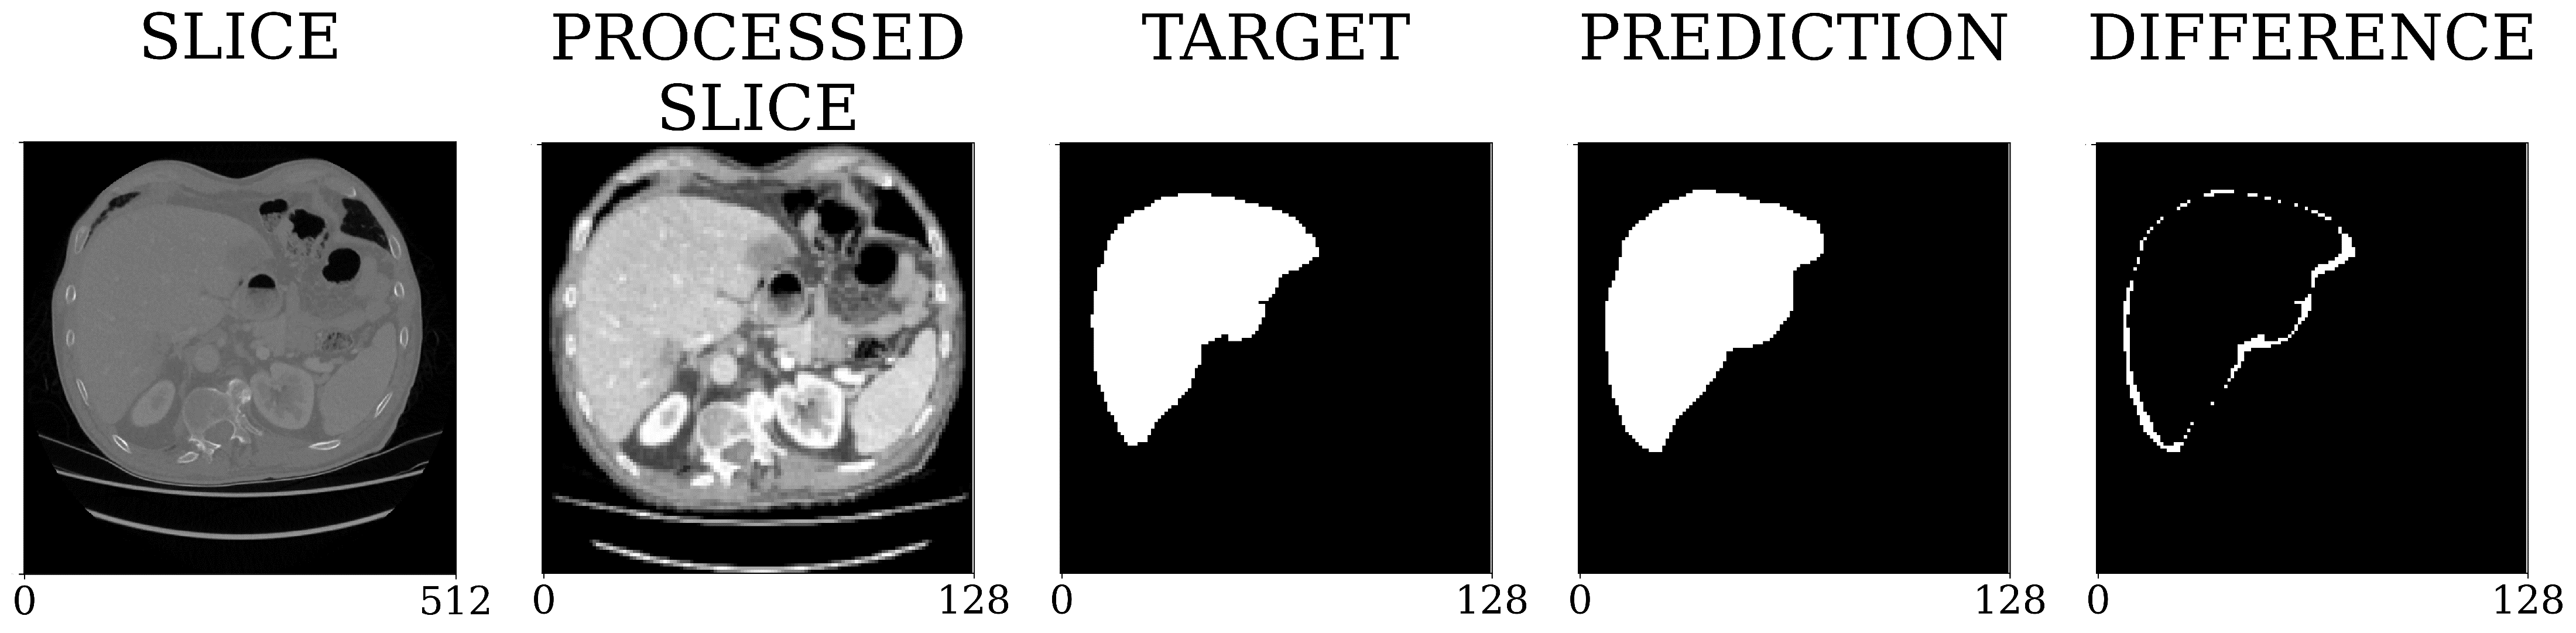 SLICE
PROCESSED
SLICE
TARGET
PREDICTION
DIFFERENCE
0
512
0
128
0
128
0
128
0
128